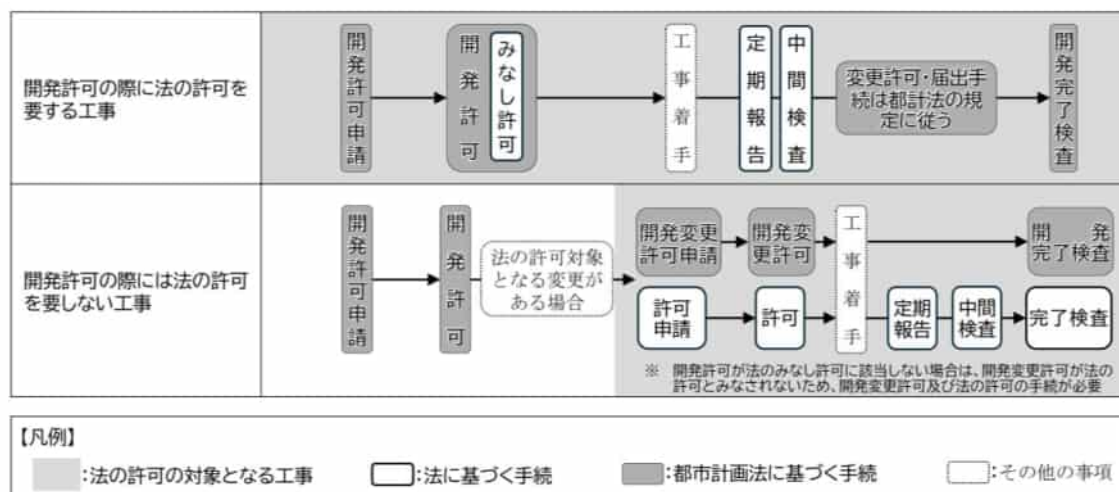 開発許可の際に法の許可を
要する工事
開発許可申請
開発許可
みなし許可
工事着手
定期報告
中間検査
変更許可・届出手
続は都計法の規
定に従う
開発完了検査
開発許可の際には法の許可
を要しない工事
開発許可申請
開発許可
法の許可対象
となる変更が
ある場合
開発変更
許可申請
開発変
更許可
工事着手
開発
完了検査
許可
申請
許可
定期
報告
中間
検査
完了検査
※ 開発許可が法のみなし許可に該当しない場合は、開発変更許可が法の
許可とみなされないため、開発変更許可及び法の許可の手続が必要
【凡例】
:法の許可の対象となる工事
:法に基づく手続
:都市計画法に基づく手続
:その他の事項